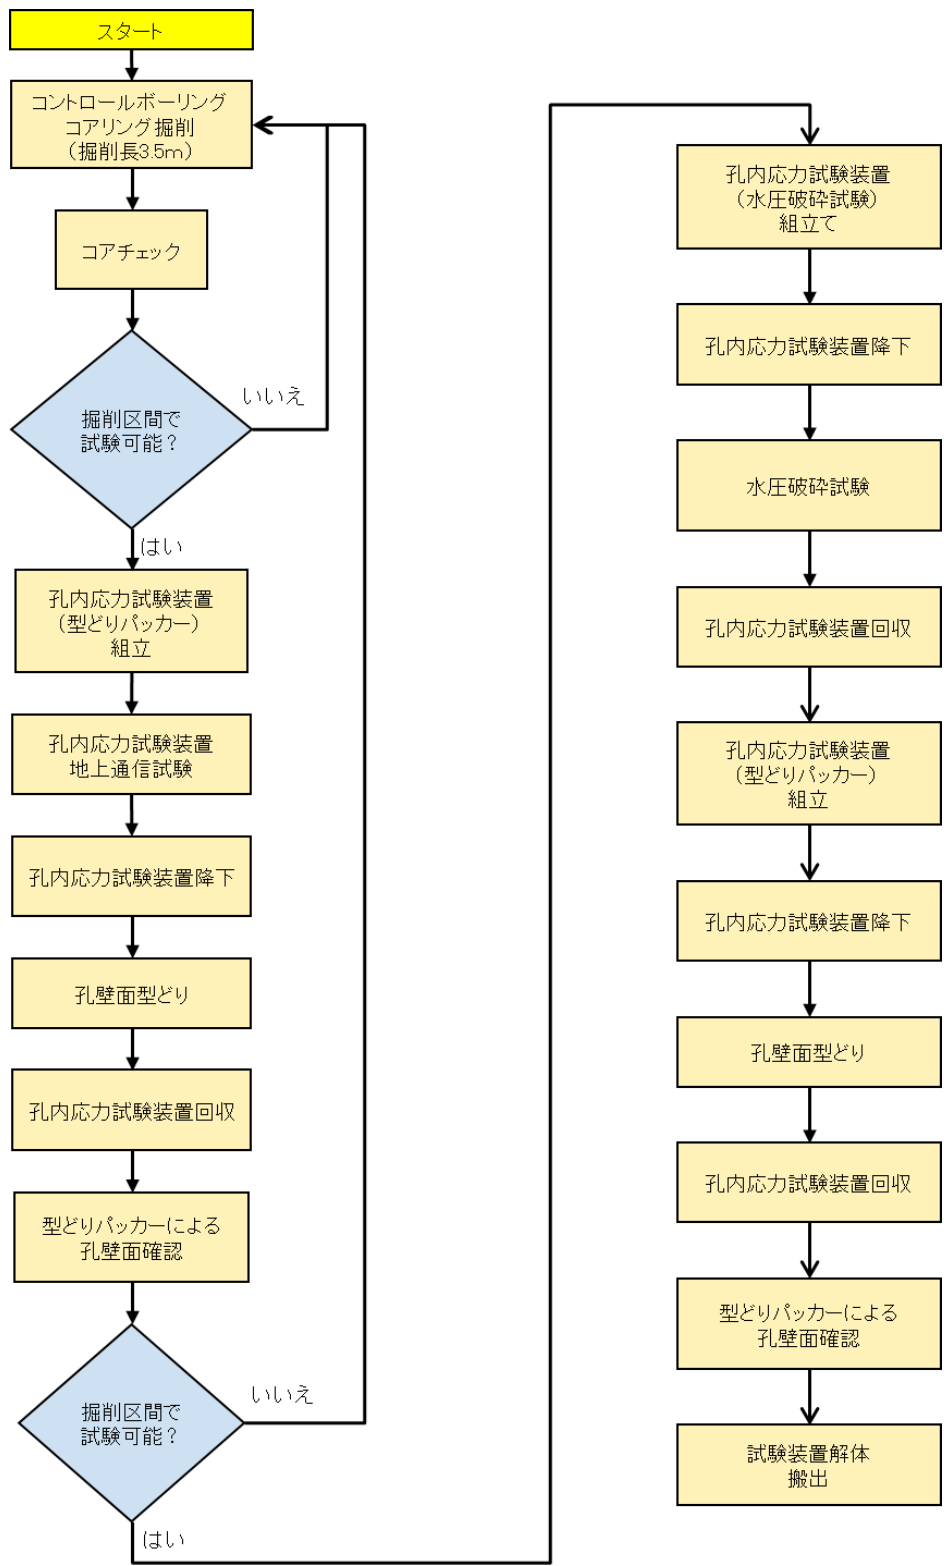 スタート
コントロールボーリング
コアリング掘削
（掘削長3.5m）
コアチェック
掘削区間で
試験可能？
いいえ
はい
孔内応力試験装置
（型どりパッカー）
組立
孔内応力試験装置
地上通信試験
孔内応力試験装置降下
孔壁面型どり
孔内応力試験装置回収
型どりパッカーによる
孔壁面確認
掘削区間で
試験可能？
いいえ
はい
孔内応力試験装置
（水圧破砕試験）
組立て
孔内応力試験装置降下
水圧破砕試験
孔内応力試験装置回収
孔内応力試験装置
（型どりパッカー）
組立
孔内応力試験装置降下
孔壁面型どり
孔内応力試験装置回収
型どりパッカーによる
孔壁面確認
試験装置解体
搬出